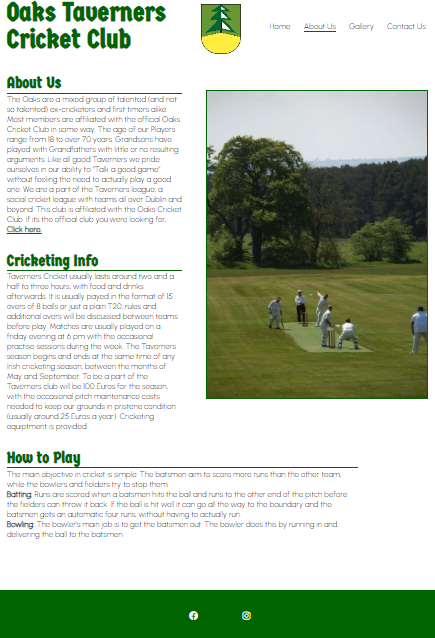 Oaks Taverners
Cricket Club
Home About Us Gallery Contact Us
About Us
The Oaks are a mixed group of talented (and not
so talented) ex-cricketers and first timers alike.
Most members are affiliated with the official Oaks
Cricket Club in some way. The age of our Players
range from 18 to over 70 years. Grandsons have
played with Grandfathers with little or no resulting
arguments. Like all good Taverners we pride
ourselves in our ability to "Talk a good game"
without feeling the need to actually play a good
one. We are a part of the Taverners league, a
social cricket league with teams all over Dublin and
beyond. This club is affiliated with the Oaks Cricket
Club. If its the official club you were looking for,
Click here.
Cricketing Info
Taverners Cricket usually lasts around two and a
half to three hours, with food and drinks
afterwards. It is usually payed in the format of 15
overs of 8 balls or just a plain T20, rules and
additional overs will be discussed between teams
before play. Matches are usually played on a
friday evening at 6 pm with the occasional
practise sessions during the week. The Taverners
season begins and ends at the same time of any
Irish cricketing season, between the months of
May and September. To be a part of the
Taverners club will be 100 Euros for the season,
with the occasional pitch maintenance costs
needed to keep our grounds in pristene condition
(usually around 25 Euros a year). Cricketing
equiptment is provided.
How to Play
The main objective in cricket is simple. The batsmen aim to score more runs than the other team,
while the bowlers and fielders try to stop them.
Batting: Runs are scored when a batsmen hits the ball and runs to the other end of the pitch before
the fielders can throw it back. If the ball is hit well it can go all the way to the boundary and the
batsmen gets an automatic four runs, without having to actually run.
Bowling: The bowler's main job is to get the batsmen out. The bowler does this by running in and
delivering the ball to the batsmen.